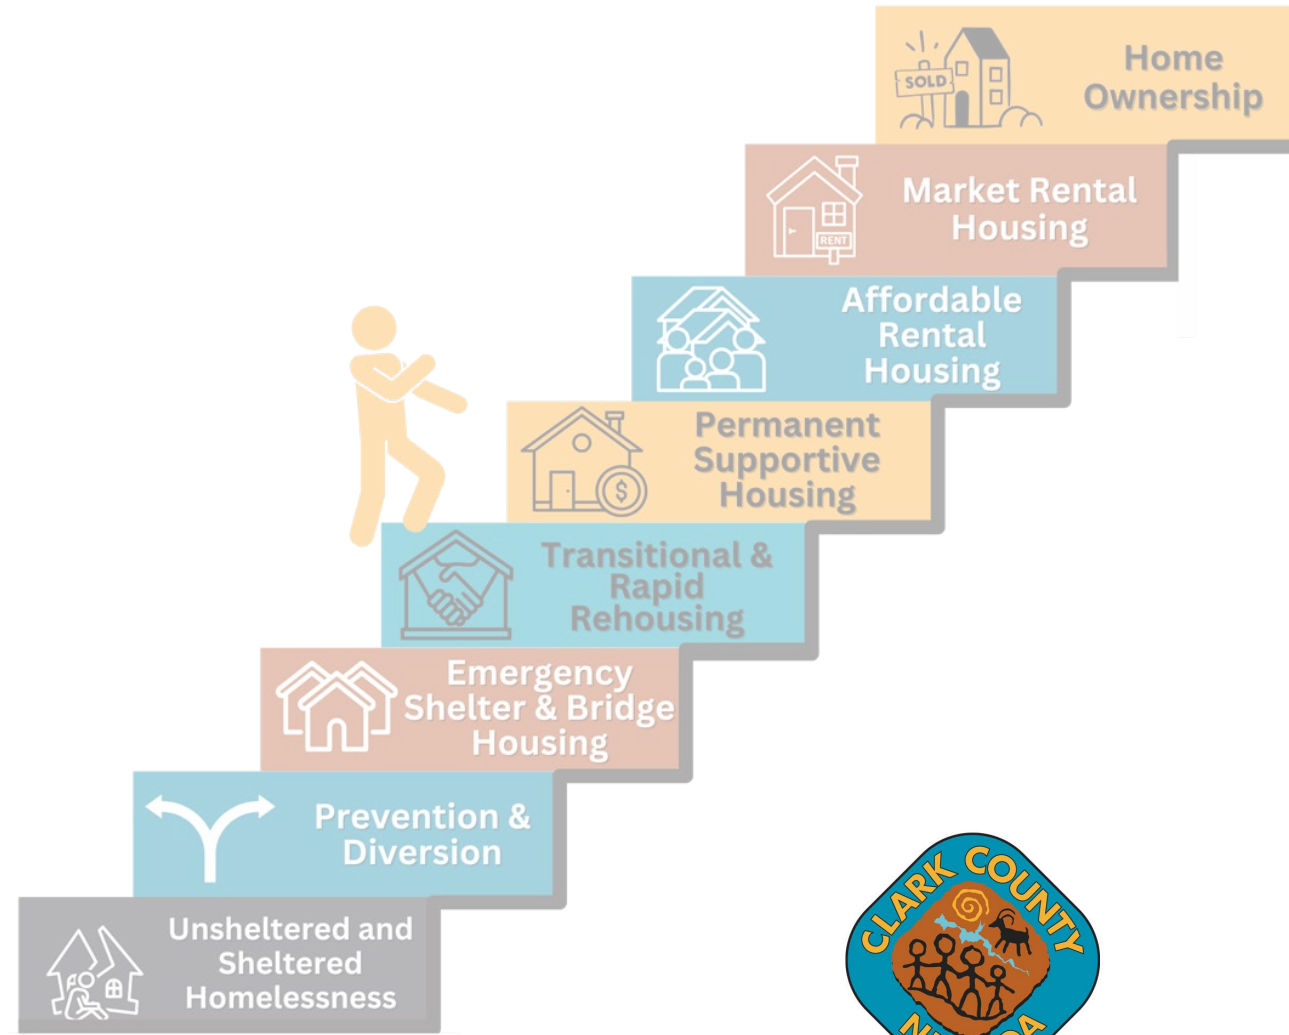 Home
Ownership
SOLD
Market Rental
Housing
RENT
Affordable
Rental
Housing
Permanent
Supportive
Housing
$
Transitional &
Rapid
Rehousing
Emergency
Shelter & Bridge
Housing
Prevention &
Diversion
Unsheltered and
Sheltered
Homelessness
CLARK COUNTY